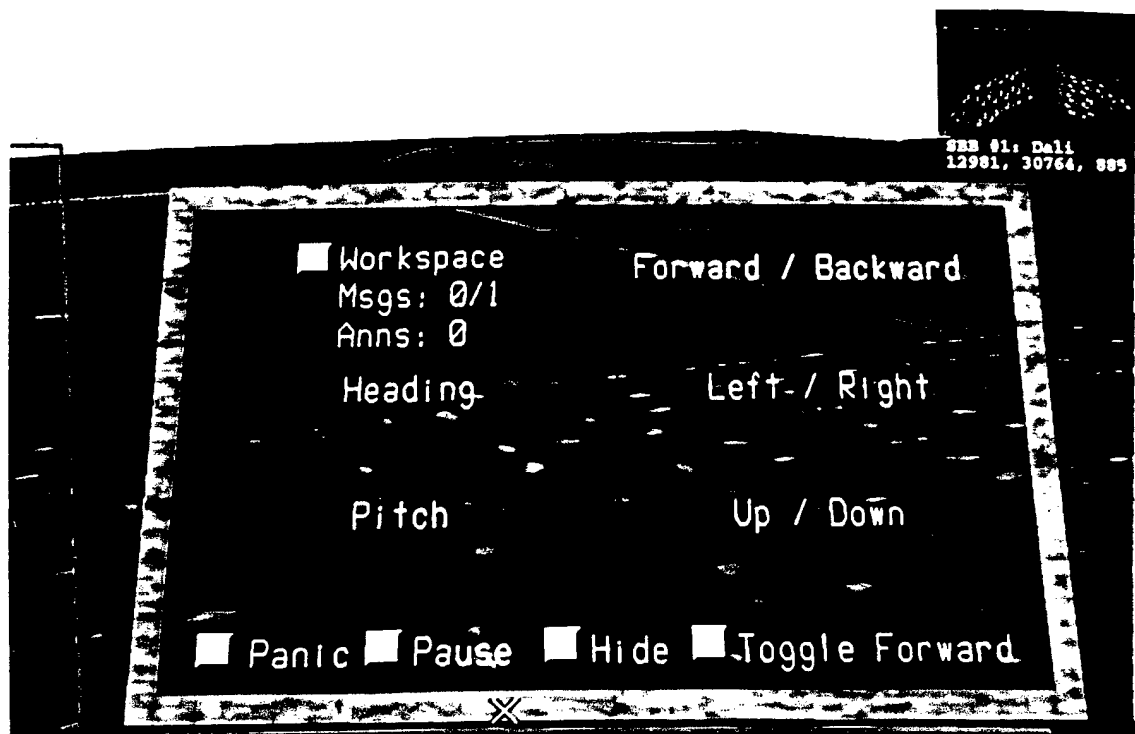 SBB #1: Dali
12981, 30764, 885
Workspace
Msgs: 0/1
Anns: 0
Forward / Backward
Heading
Left / Right
Pitch
Up / Down
Panic
Pause
Hide
Toggle Forward